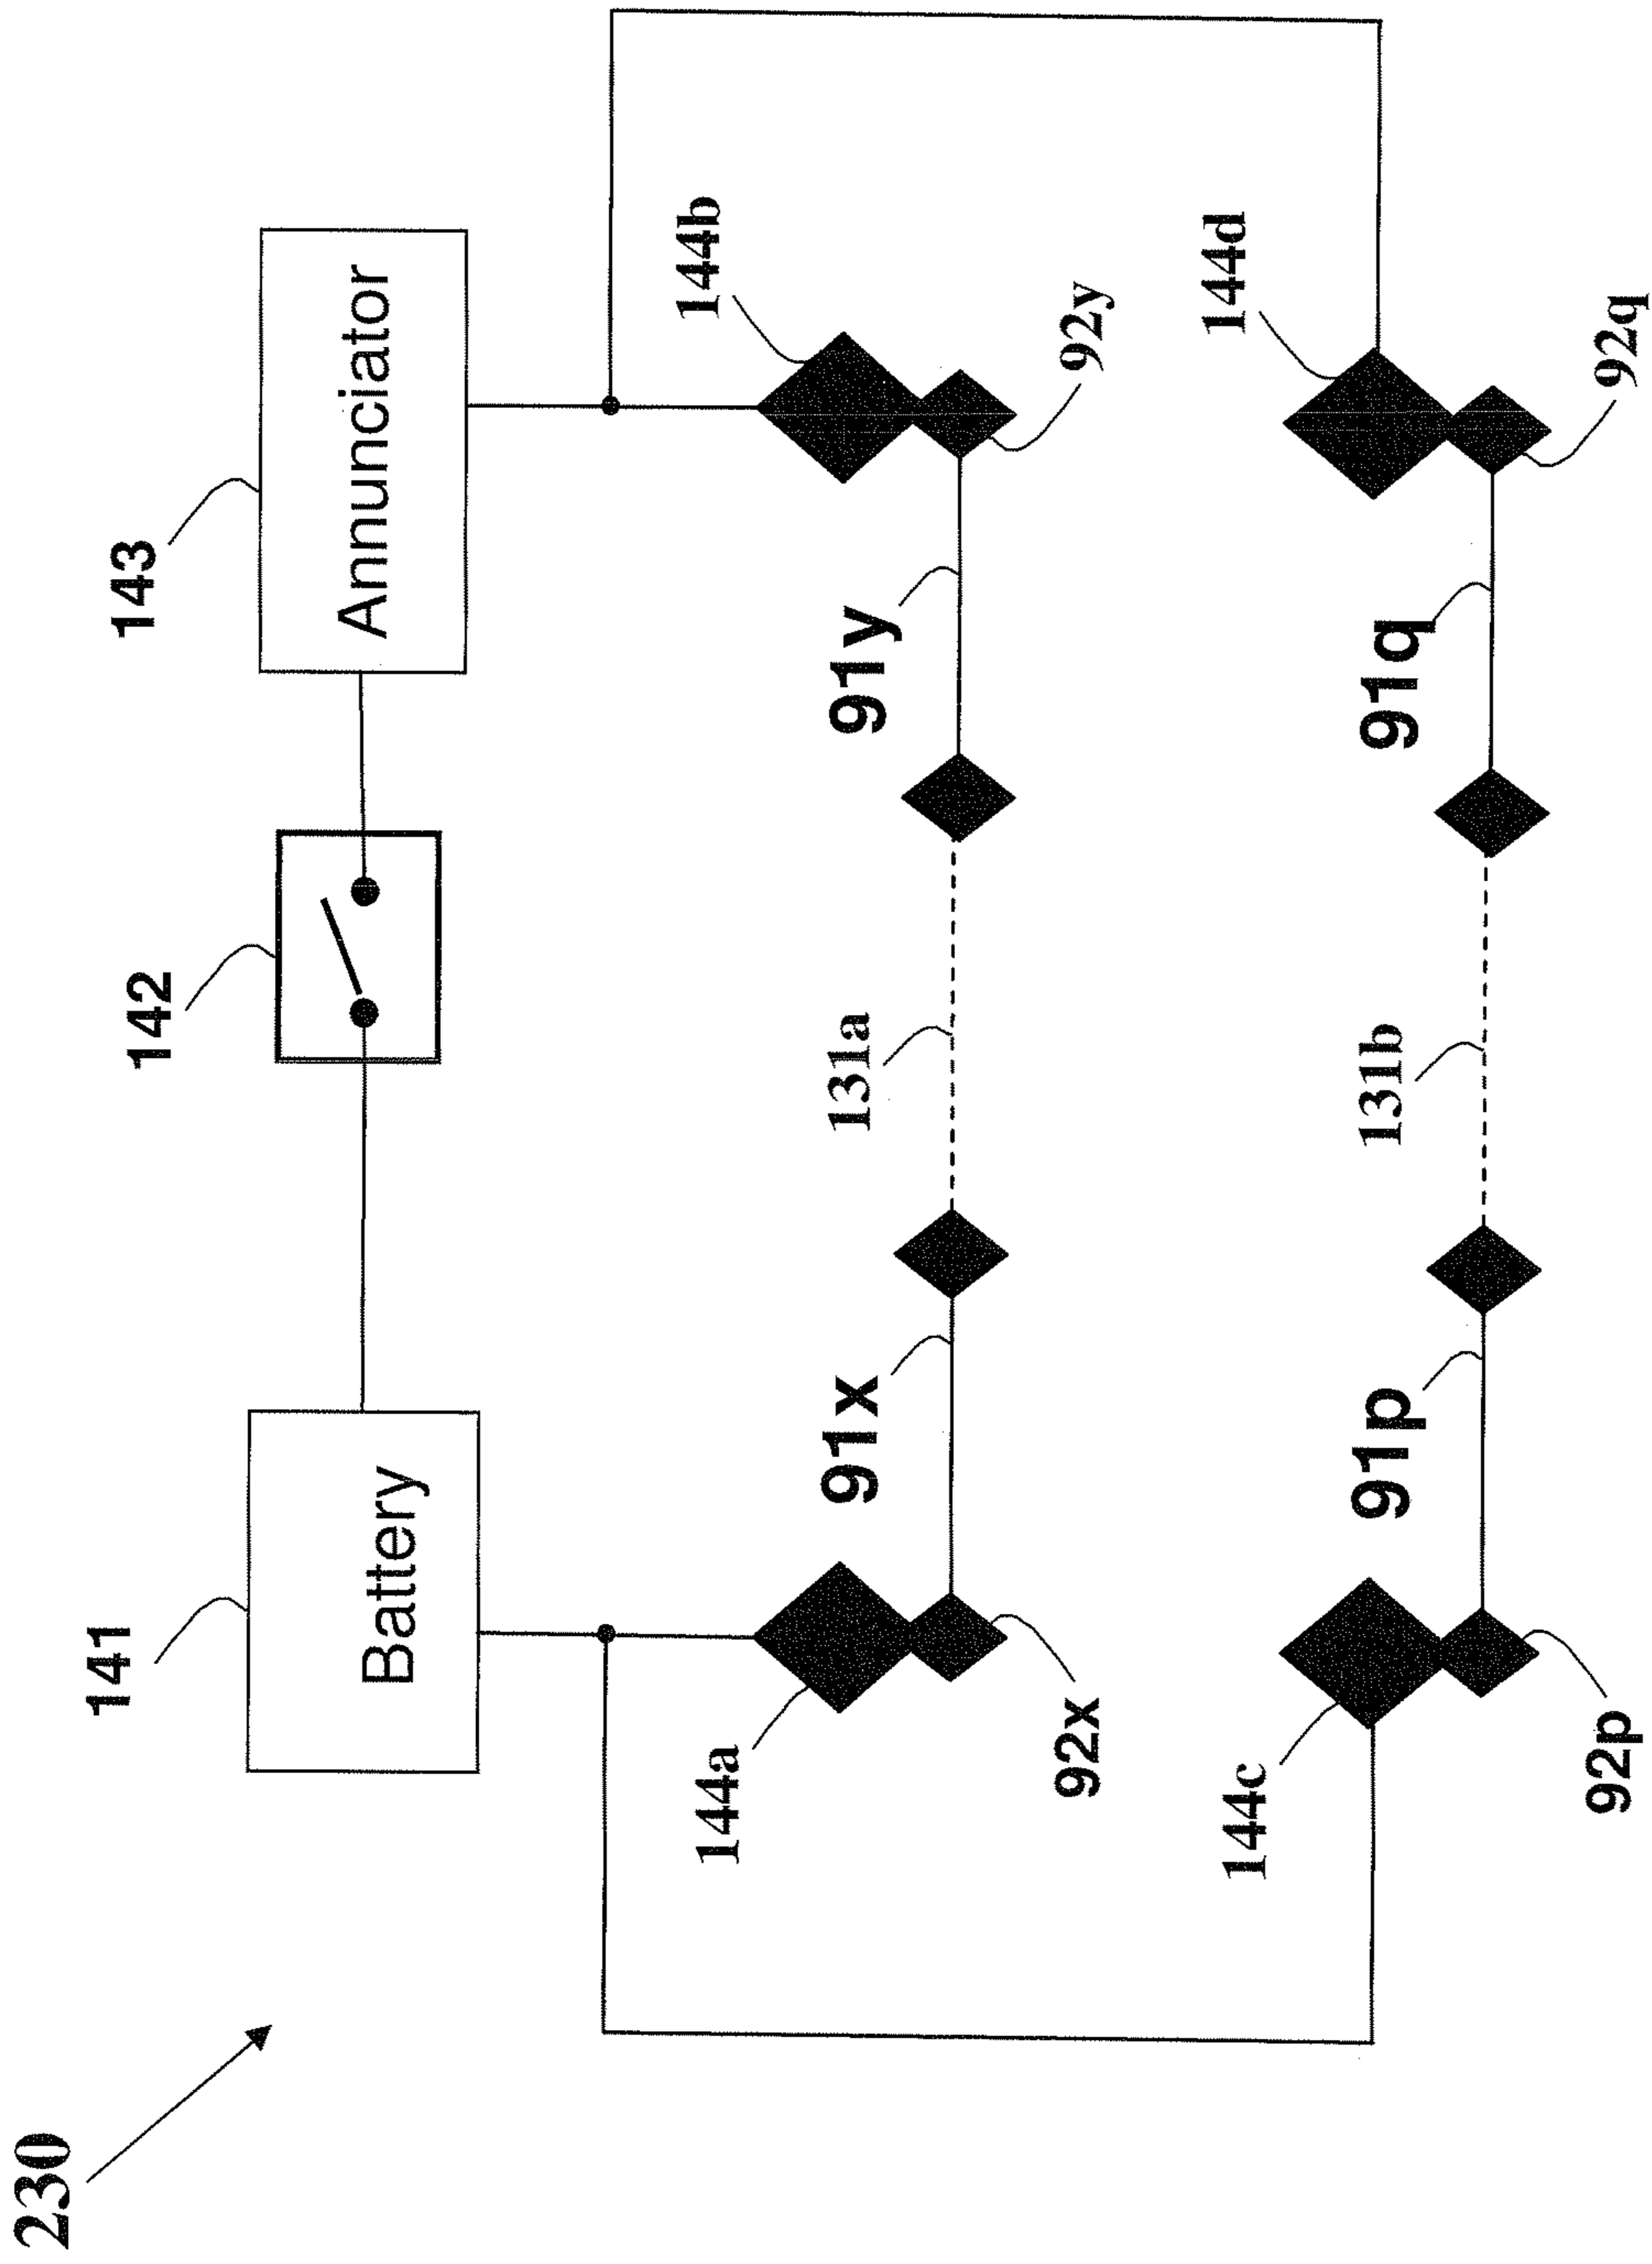 230
141
Battery
142
143
Annunciator
144a
92x
91x
131a
91y
144b
92y
144c
92p
91p
131b
91q
144d
92q